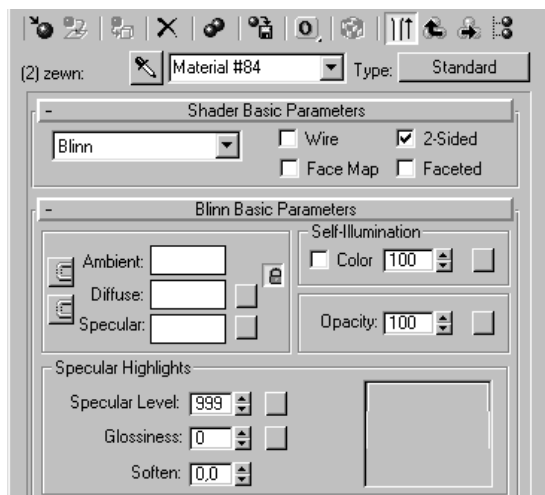 (2) zewn: Material #84 Type: Standard
- Shader Basic Parameters
Blinn Wire 2-Sided
Face Map Faceted
- Blinn Basic Parameters
Self-Illumination
Ambient: Color 100
Diffuse:
Specular: Opacity: 100
Specular Highlights
Specular Level: 999
Glossiness: 0
Soften: 0,0